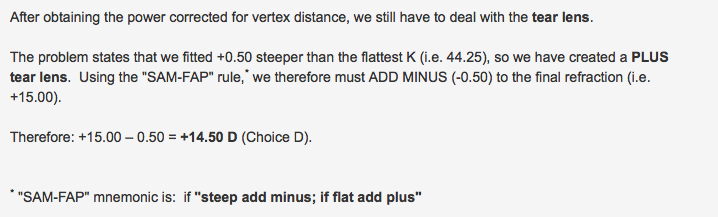 After obtaining the power corrected for vertex distance, we still have to deal with the tear lens.
The problem states that we fitted +0.50 steeper than the flattest K (i.e. 44.25), so we have created a PLUS
tear lens.  Using the "SAM-FAP" rule,* we therefore must ADD MINUS (-0.50) to the final refraction (i.e.
+15.00).
Therefore: +15.00 – 0.50 = +14.50 D (Choice D).
* "SAM-FAP" mnemonic is:  if "steep add minus; if flat add plus"